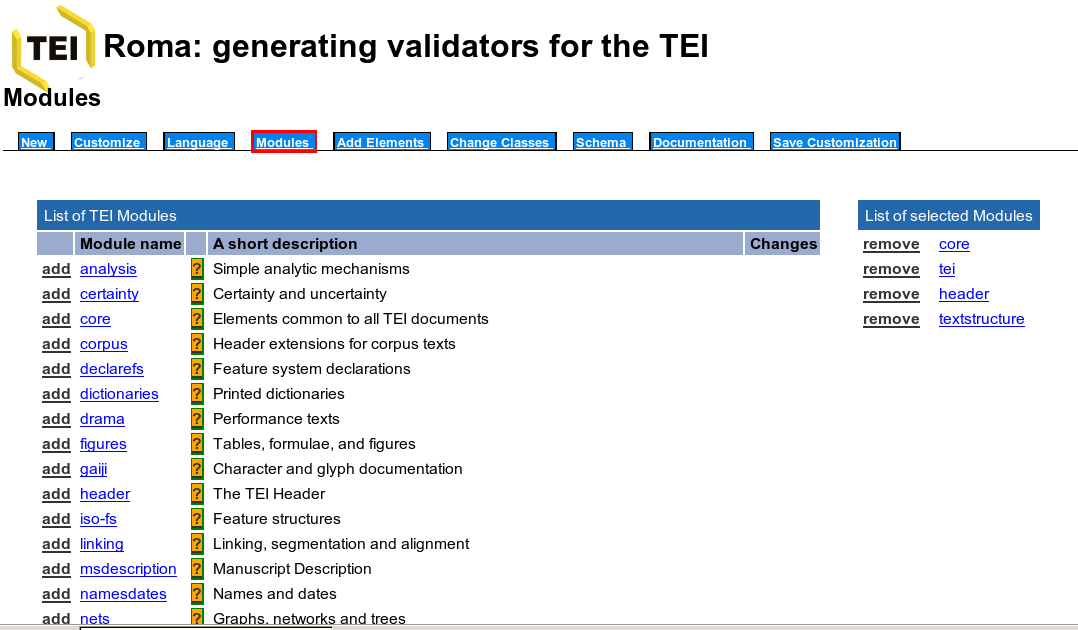 TEI Roma: generating validators for the TEI
Modules
New Customize Language Modules Add Elements Change Classes Schema Documentation Save Customization
List of TEI Modules
Module name A short description Changes
add analysis ? Simple analytic mechanisms
add certainty ? Certainty and uncertainty
add core ? Elements common to all TEI documents
add corpus ? Header extensions for corpus texts
add declarefs ? Feature system declarations
add dictionaries ? Printed dictionaries
add drama ? Performance texts
add figures ? Tables, formulae, and figures
add gaiji ? Character and glyph documentation
add header ? The TEI Header
add iso-fs ? Feature structures
add linking ? Linking, segmentation and alignment
add msdescription ? Manuscript Description
add namesdates ? Names and dates
add nets ? Graphs, networks and trees
List of selected Modules
remove core
remove tei
remove header
remove textstructure